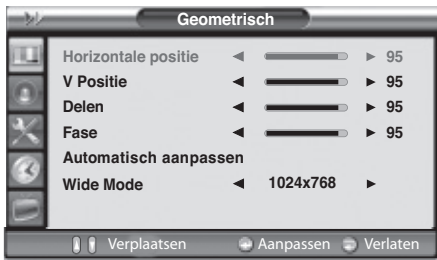 Geometrisch
Horizontale positie 95
V Positie 95
Delen 95
Fase 95
Automatisch aanpassen
Wide Mode 1024x768
Verplaatsen Aanpassen Verlaten